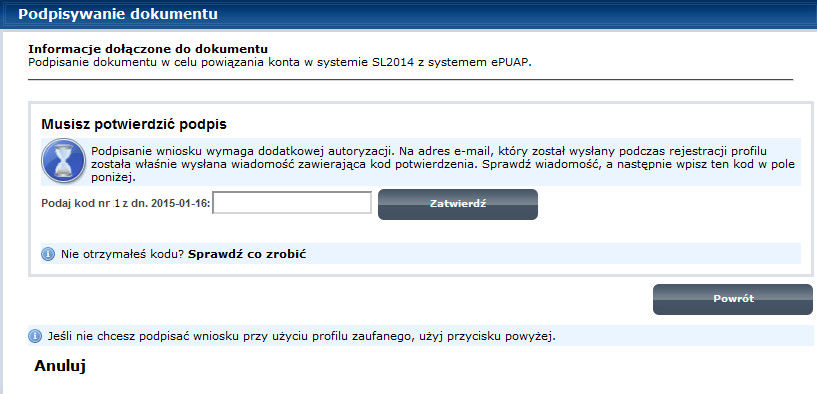 Podpisywanie dokumentu
Informacje dołączone do dokumentu
Podpisanie dokumentu w celu powiązania konta w systemie SL2014 z systemem ePUAP.
Musisz potwierdzić podpis
Podpisanie wniosku wymaga dodatkowej autoryzacji. Na adres e-mail, który został wysłany podczas rejestracji profilu
została właśnie wysłana wiadomość zawierająca kod potwierdzenia. Sprawdź wiadomość, a następnie wpisz ten kod w pole
poniżej.
Podaj kod nr 1 z dn. 2015-01-16: Zatwierdź
Nie otrzymałeś kodu? Sprawdź co zrobić
Powrót
Jeśli nie chcesz podpisać wniosku przy użyciu profilu zaufanego, użyj przycisku powyżej.
Anuluj